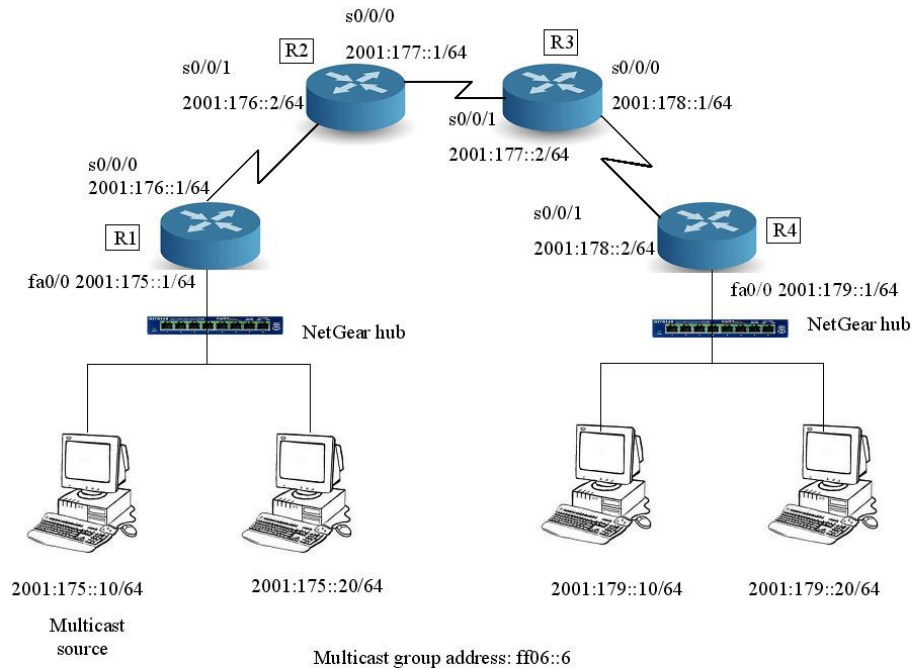 s0/0/0
R2
2001:177::1/64
R3
s0/0/1
s0/0/0
2001:176::2/64
2001:178::1/64
s0/0/1
2001:177::2/64
s0/0/0
2001:176::1/64
s0/0/1
R1
R4
2001:178::2/64
fa0/0 2001:175::1/64
fa0/0 2001:179::1/64
NetGear hub
NetGear hub
2001:175::10/64
2001:175::20/64
2001:179::10/64
2001:179::20/64
Multicast
source
Multicast group address: ff06::6